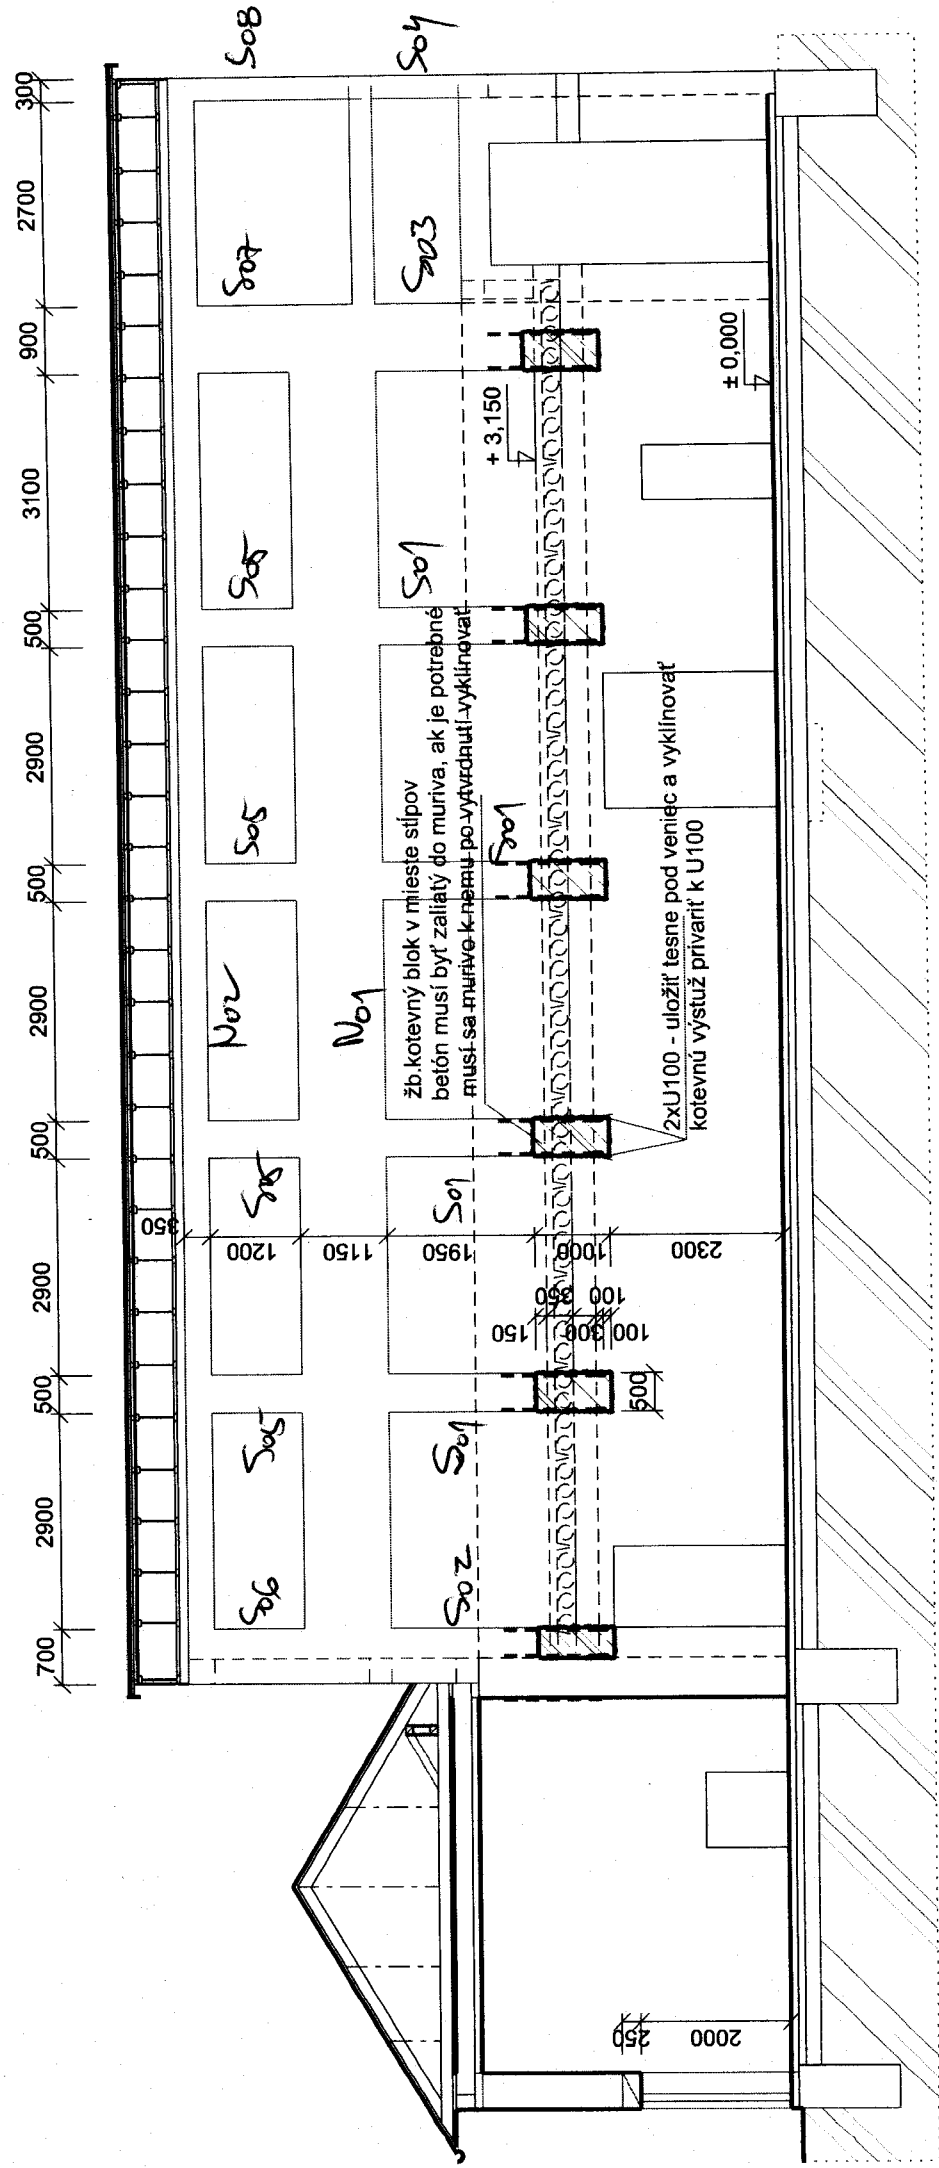 700
2900
500
2900
500
2900
500
2900
500
3100
900
2700
300
S06
S05
S05
N02
S05
S05
S07
S08
N01
S02
S01
S01
S01
S01
S03
S04
žb.kotevný blok v mieste stĺpov
betón musí byť zaliatý do muriva, ak je potrebné
musí sa murivo k nemu po vytvrdnutí vyklínovať
2xU100 - uložiť tesne pod veniec a vyklínovať
kotevnú výstuž privariť k U100
+ 3,150
± 0,000
350
1200
1150
1950
1000
2300
150
350
300
100
100
500
250
2000